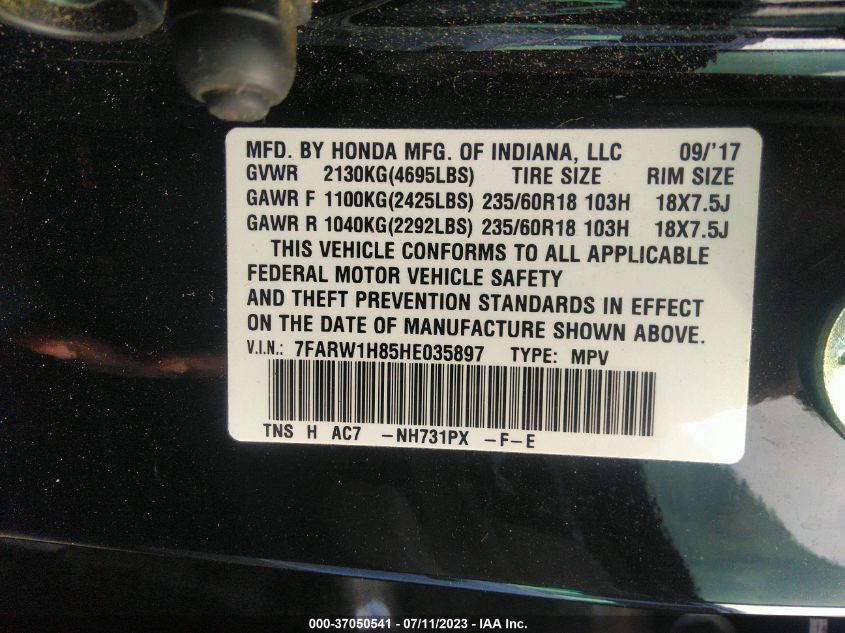 MFD. BY HONDA MFG. OF INDIANA, LLC 09/'17
GVWR 2130KG(4695LBS) TIRE SIZE RIM SIZE
GAWR F 1100KG(2425LBS) 235/60R18 103H 18X7.5J
GAWR R 1040KG(2292LBS) 235/60R18 103H 18X7.5J
THIS VEHICLE CONFORMS TO ALL APPLICABLE
FEDERAL MOTOR VEHICLE SAFETY
AND THEFT PREVENTION STANDARDS IN EFFECT
ON THE DATE OF MANUFACTURE SHOWN ABOVE.
V.I.N.: 7FARW1H85HE035897 TYPE: MPV
TNS H AC7 -NH731PX -F-E
000-37050541 / 07/11/2023 - IAA Inc.